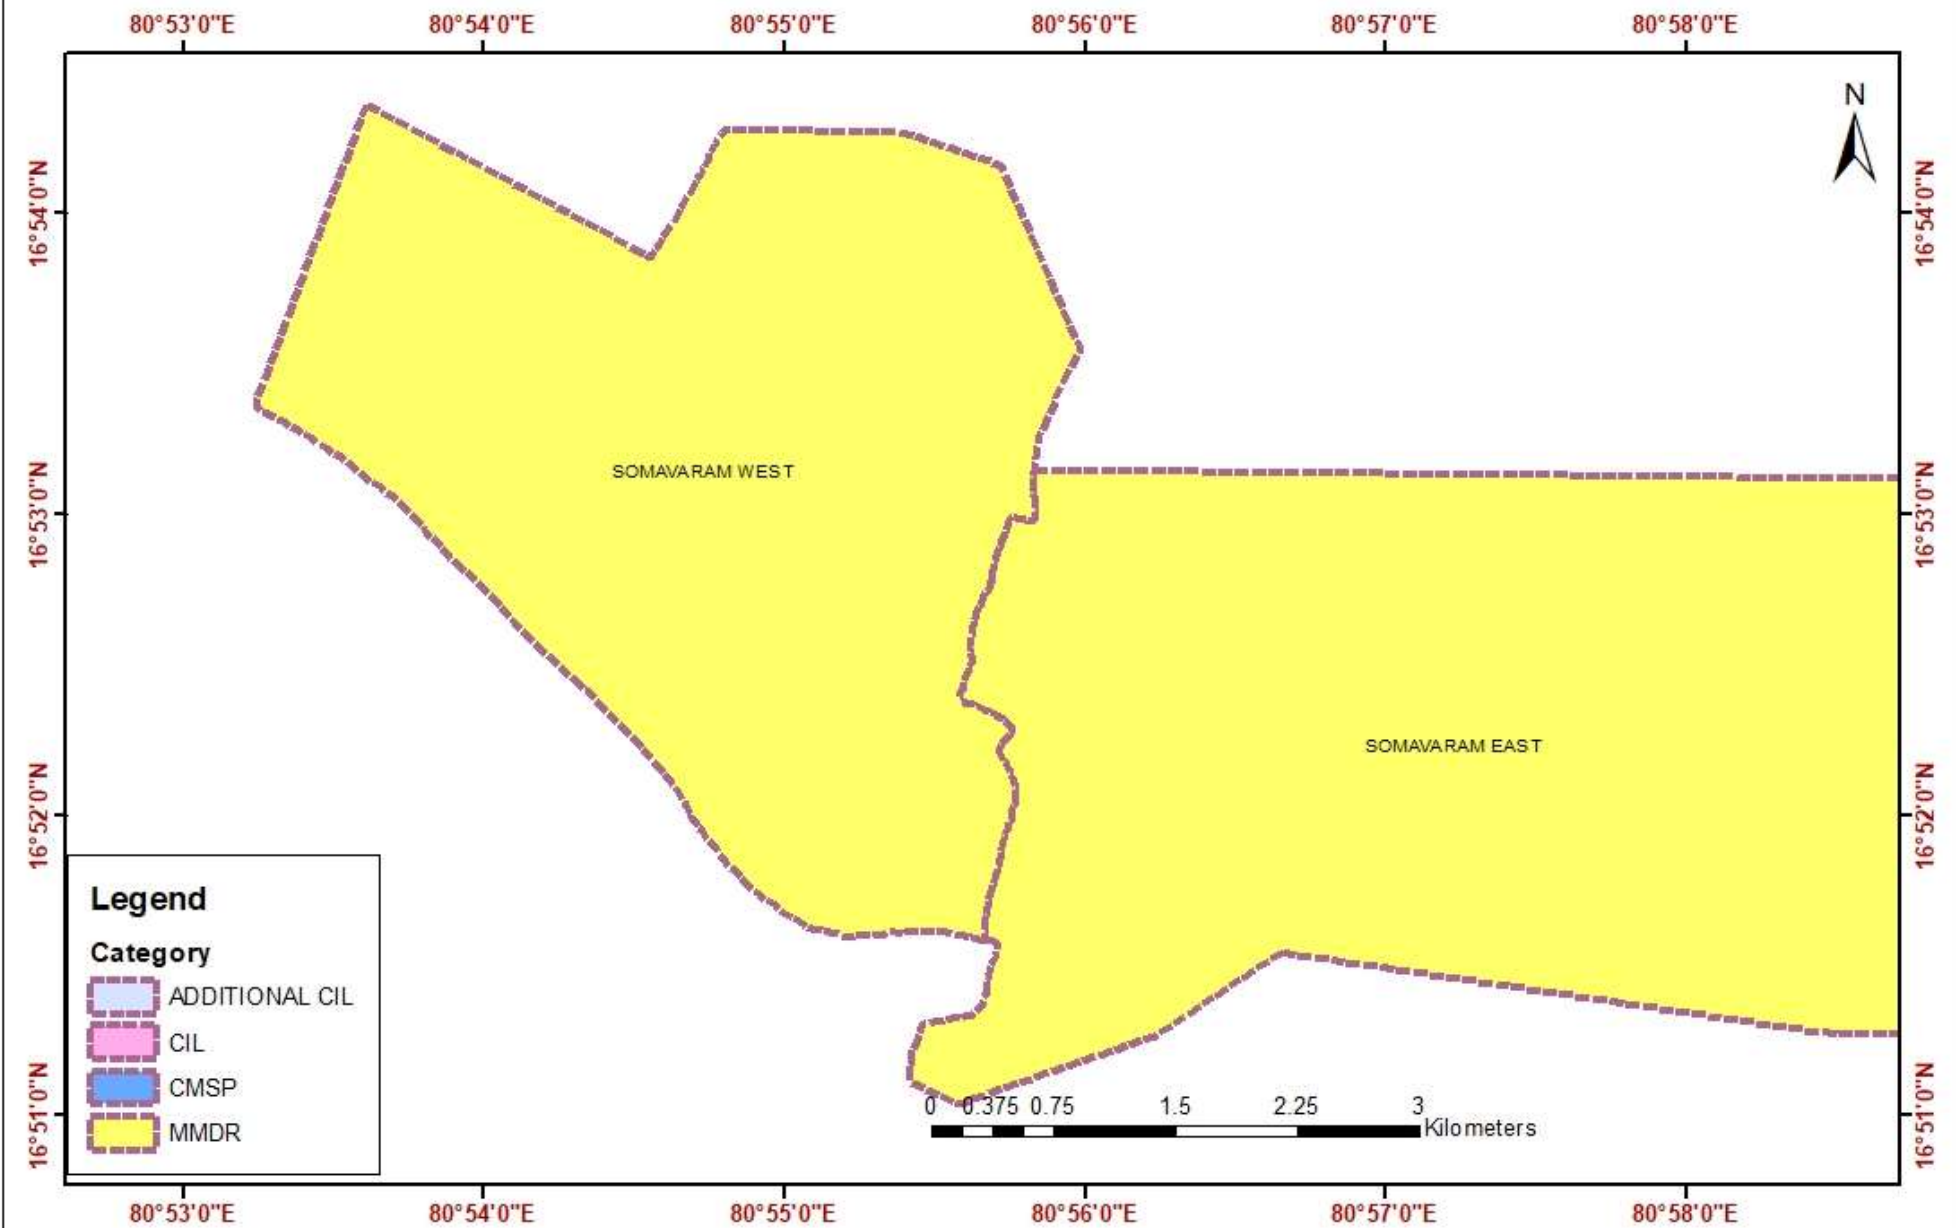 80°53'0"E 80°54'0"E 80°55'0"E 80°56'0"E 80°57'0"E 80°58'0"E
N
16°54'0"N
16°54'0"N
SOMAVARAM WEST
16°53'0"N
16°53'0"N
SOMAVARAM EAST
16°52'0"N
16°52'0"N
Legend
Category
ADDITIONAL CIL
CIL
CMSP
MMDR
16°51'0"N
0 0.375 0.75 1.5 2.25 3
Kilometers
16°51'0"N
80°53'0"E 80°54'0"E 80°55'0"E 80°56'0"E 80°57'0"E 80°58'0"E